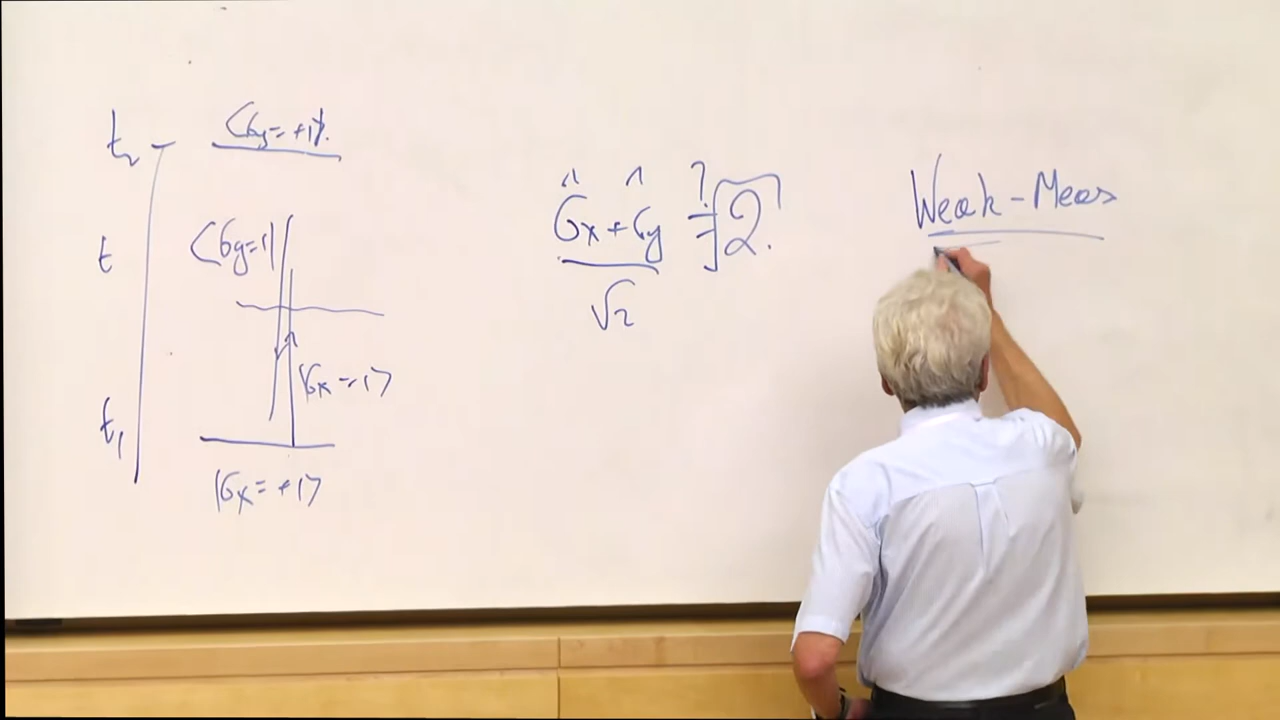 t₂ ⟨σy=+1|
t ⟨σy=1|
|σx=1⟩
t₁
|σx=+1⟩
(σ̂x+σ̂y)/√2 ≟ √2.
Weak-Meas